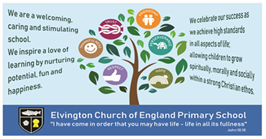 We are a welcoming,
caring and stimulating
school.
We inspire a love of
learning by nurturing
potential, fun and
happiness.
We celebrate our success as
we achieve high standards
in all aspects of life;
allowing children to grow
spiritually, morally and socially
within a strong Christian ethos.
Elvington Church of England Primary School
"I have come in order that you may have life - life in all its fullness"
John 10:10